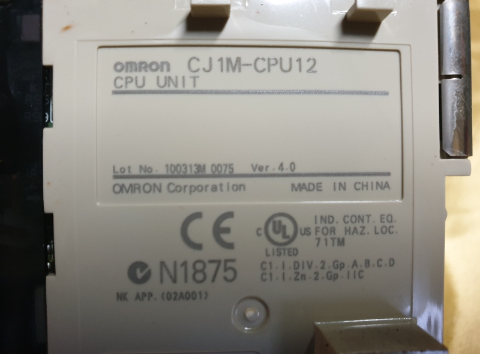 OMRON CJ1M-CPU12
CPU UNIT
Lot No. 100313M 0075 Ver.4.0
OMRON Corporation MADE IN CHINA
CE
C UL US IND. CONT. EQ.
FOR HAZ. LOC.
71TM
LISTED
N1875
C1.I.DIV.2.Gp.A.B.C.D
C1.I.Zn.2.Gp.IIC
NK APP.(02A001)